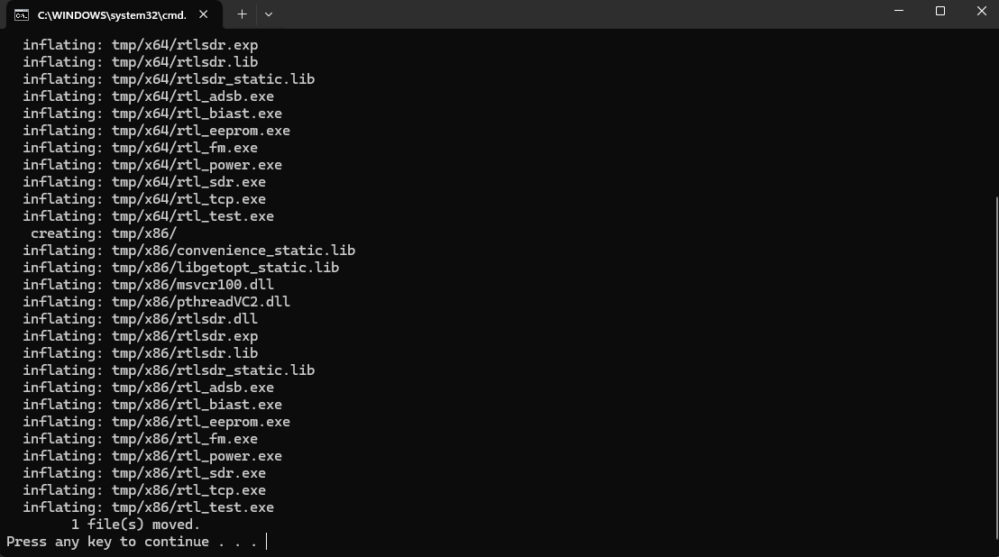 C:\WINDOWS\system32\cmd.
inflating: tmp/x64/rtlsdr.exp
inflating: tmp/x64/rtlsdr.lib
inflating: tmp/x64/rtlsdr_static.lib
inflating: tmp/x64/rtl_adsb.exe
inflating: tmp/x64/rtl_biast.exe
inflating: tmp/x64/rtl_eeprom.exe
inflating: tmp/x64/rtl_fm.exe
inflating: tmp/x64/rtl_power.exe
inflating: tmp/x64/rtl_sdr.exe
inflating: tmp/x64/rtl_tcp.exe
inflating: tmp/x64/rtl_test.exe
creating: tmp/x86/
inflating: tmp/x86/convenience_static.lib
inflating: tmp/x86/libgetopt_static.lib
inflating: tmp/x86/msvcr100.dll
inflating: tmp/x86/pthreadVC2.dll
inflating: tmp/x86/rtlsdr.dll
inflating: tmp/x86/rtlsdr.exp
inflating: tmp/x86/rtlsdr.lib
inflating: tmp/x86/rtlsdr_static.lib
inflating: tmp/x86/rtl_adsb.exe
inflating: tmp/x86/rtl_biast.exe
inflating: tmp/x86/rtl_eeprom.exe
inflating: tmp/x86/rtl_fm.exe
inflating: tmp/x86/rtl_power.exe
inflating: tmp/x86/rtl_sdr.exe
inflating: tmp/x86/rtl_tcp.exe
inflating: tmp/x86/rtl_test.exe
1 file(s) moved.
Press any key to continue . . .